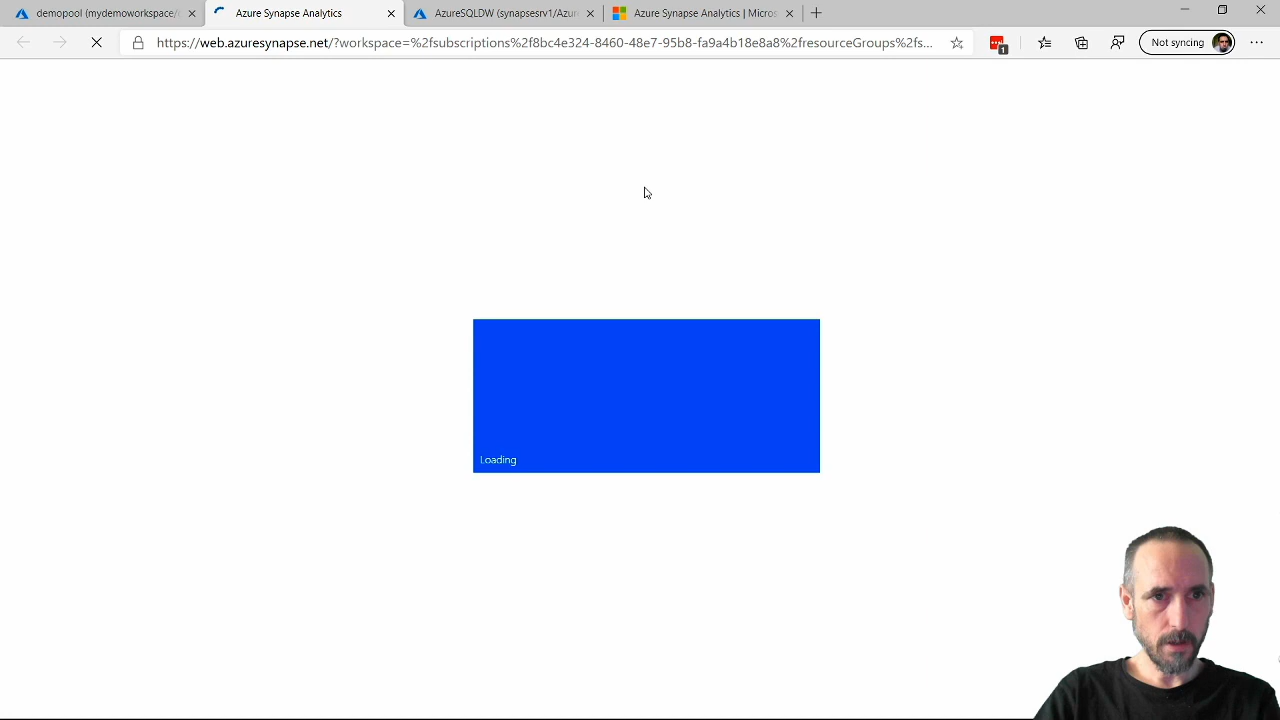 demopool (mydemoworkspace/
Azure Synapse Analytics
AzureSQLDW (synapsesrv1/Azur
Azure Synapse Analytics | Micros
https://web.azuresynapse.net/?workspace=%2fsubscriptions%2f8bc4e324-8460-48e7-95b8-fa9a4b18e8a8%2fresourceGroups%2fs...
1
Not syncing
Loading